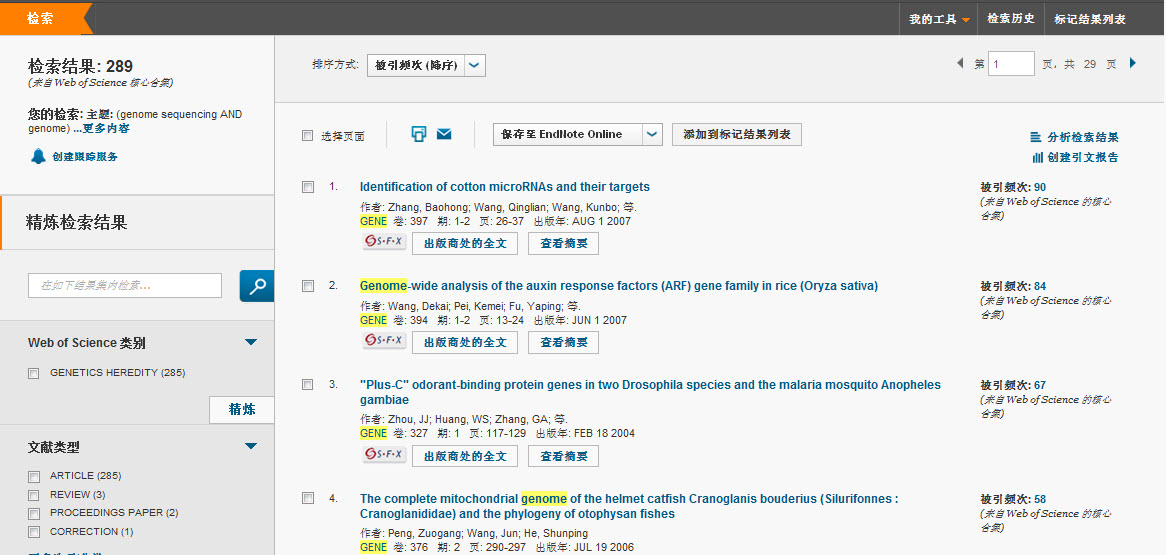 检索
我的工具
检索历史
标记结果列表
检索结果: 289
(来自 Web of Science 核心合集)
您的检索: 主题: (genome sequencing AND
genome) ...更多内容
创建跟踪服务
精炼检索结果
在如下结果集内检索...
Web of Science 类别
GENETICS HEREDITY (285)
精炼
文献类型
ARTICLE (285)
REVIEW (3)
PROCEEDINGS PAPER (2)
CORRECTION (1)
排序方式: 被引频次 (降序)
第 1 页，共 29 页
选择页面
保存至 EndNote Online
添加到标记结果列表
分析检索结果
创建引文报告
1. Identification of cotton microRNAs and their targets
作者: Zhang, Baohong; Wang, Qinglian; Wang, Kunbo; 等.
GENE 卷: 397 期: 1-2 页: 26-37 出版年: AUG 1 2007
S·F·X 出版商处的全文 查看摘要
被引频次: 90
(来自 Web of Science 的核心
合集)
2. Genome-wide analysis of the auxin response factors (ARF) gene family in rice (Oryza sativa)
作者: Wang, Dekai; Pei, Kemei; Fu, Yaping; 等.
GENE 卷: 394 期: 1-2 页: 13-24 出版年: JUN 1 2007
S·F·X 出版商处的全文 查看摘要
被引频次: 84
(来自 Web of Science 的核心
合集)
3. "Plus-C" odorant-binding protein genes in two Drosophila species and the malaria mosquito Anopheles
gambiae
作者: Zhou, JJ; Huang, WS; Zhang, GA; 等.
GENE 卷: 327 期: 1 页: 117-129 出版年: FEB 18 2004
S·F·X 出版商处的全文 查看摘要
被引频次: 67
(来自 Web of Science 的核心
合集)
4. The complete mitochondrial genome of the helmet catfish Cranoglanis bouderius (Silurifonnes :
Cranoglanididae) and the phylogeny of otophysan fishes
作者: Peng, Zuogang; Wang, Jun; He, Shunping
GENE 卷: 376 期: 2 页: 290-297 出版年: JUL 19 2006
被引频次: 58
(来自 Web of Science 的核心
合集)